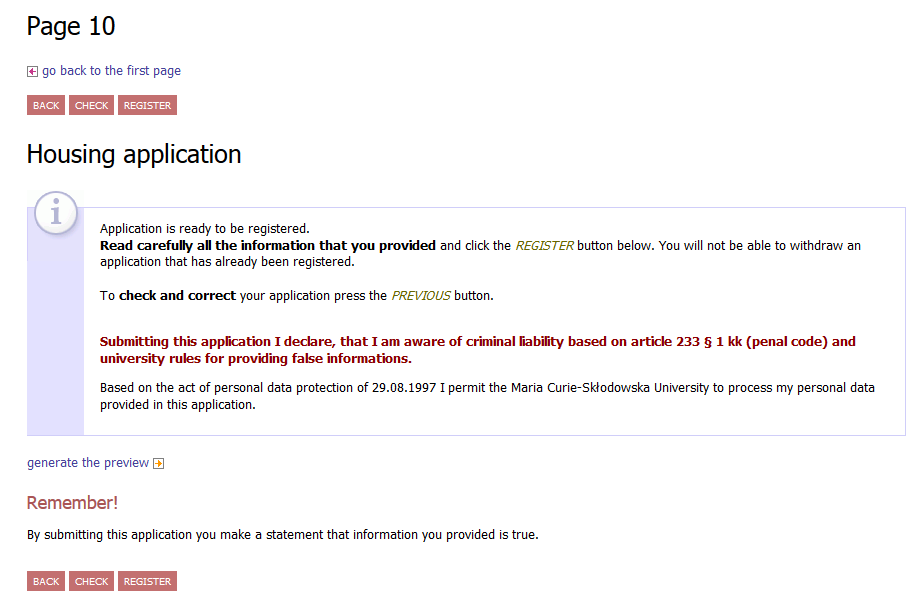 Page 10
go back to the first page
BACK CHECK REGISTER
Housing application
i
Application is ready to be registered.
Read carefully all the information that you provided and click the REGISTER button below. You will not be able to withdraw an
application that has already been registered.
To check and correct your application press the PREVIOUS button.
Submitting this application I declare, that I am aware of criminal liability based on article 233 § 1 kk (penal code) and
university rules for providing false informations.
Based on the act of personal data protection of 29.08.1997 I permit the Maria Curie-Skłodowska University to process my personal data
provided in this application.
generate the preview
Remember!
By submitting this application you make a statement that information you provided is true.
BACK CHECK REGISTER